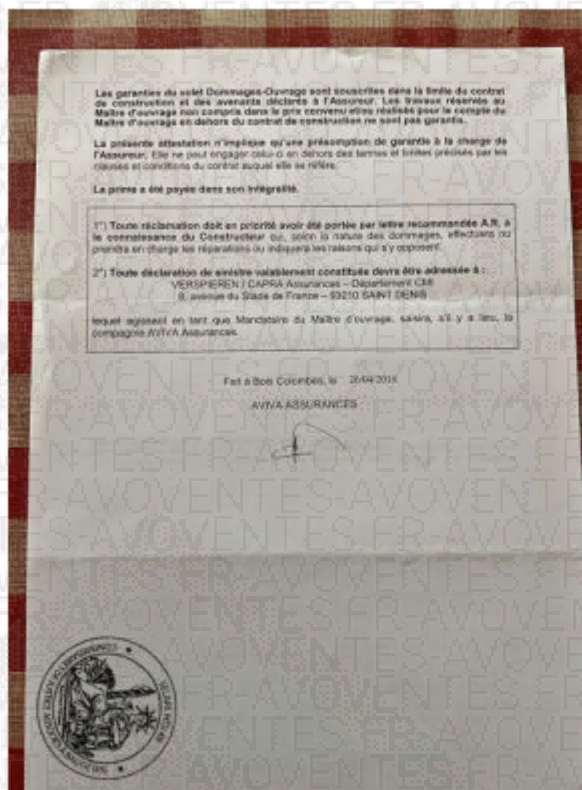 Les garanties du volet Dommages-Ouvrage sont souscrites dans la limite du contrat
de construction et des avenants déclarés à l'Assureur. Les travaux réservés au
Maître d'ouvrage non compris dans le prix convenu et/ou réalisés pour le compte du
Maître d'ouvrage en dehors du contrat de construction ne sont pas garantis.
La présente attestation n'implique qu'une présomption de garantie à la charge de
l'Assureur. Elle ne peut engager celui-ci en dehors des termes et limites précisés par les
clauses et conditions du contrat auquel elle se réfère.
La prime a été payée dans son intégralité.
1°) Toute réclamation doit en priorité avoir été portée par lettre recommandée A.R. à
la connaissance du Constructeur qui, selon la nature des dommages, effectuera ou
prendra en charge les réparations ou indiquera les raisons qui s'y opposent.
2°) Toute déclaration de sinistre valablement constituée devra être adressée à :
VERSPIEREN / CAPRA Assurances – Département CMI
8, avenue du Stade de France – 93210 SAINT DENIS
lequel agissant en tant que Mandataire du Maître d'ouvrage, saisira, s'il y a lieu, la
compagnie AVIVA Assurances.
Fait à Bois Colombes, le 26/04/2016
AVIVA ASSURANCES
AVOVENTES.FR